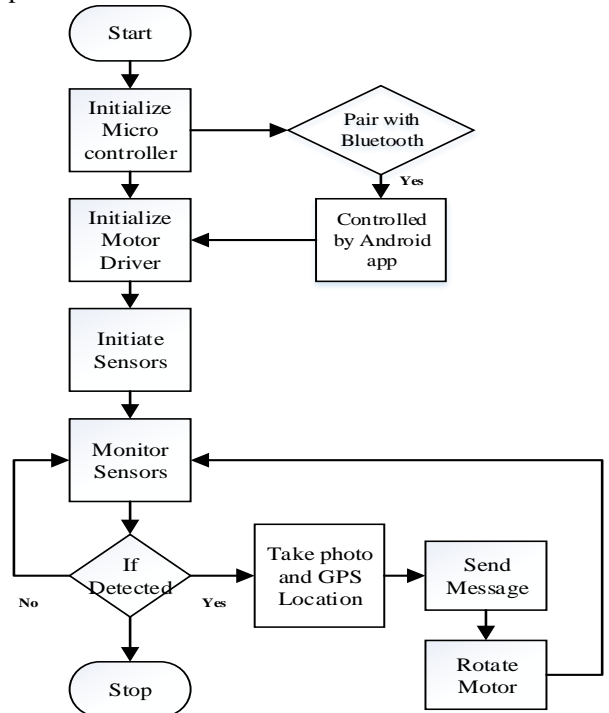 Start
Initialize
Micro
controller
Pair with
Bluetooth
Yes
Initialize
Motor
Driver
Controlled
by Android
app
Initiate
Sensors
Monitor
Sensors
If
Detected
No
Yes
Take photo
and GPS
Location
Send
Message
Rotate
Motor
Stop